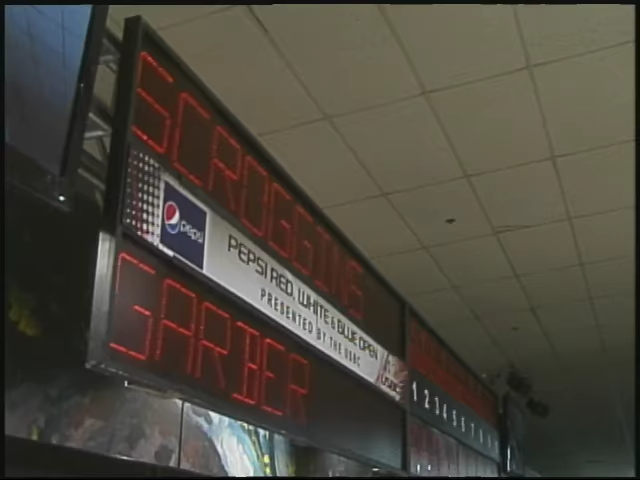 SCROGGINS
pepsi
PEPSI RED, WHITE & BLUE OPEN
PRESENTED BY THE USBC
USBC
GARBER
1 2 3 4 5 6 7 8